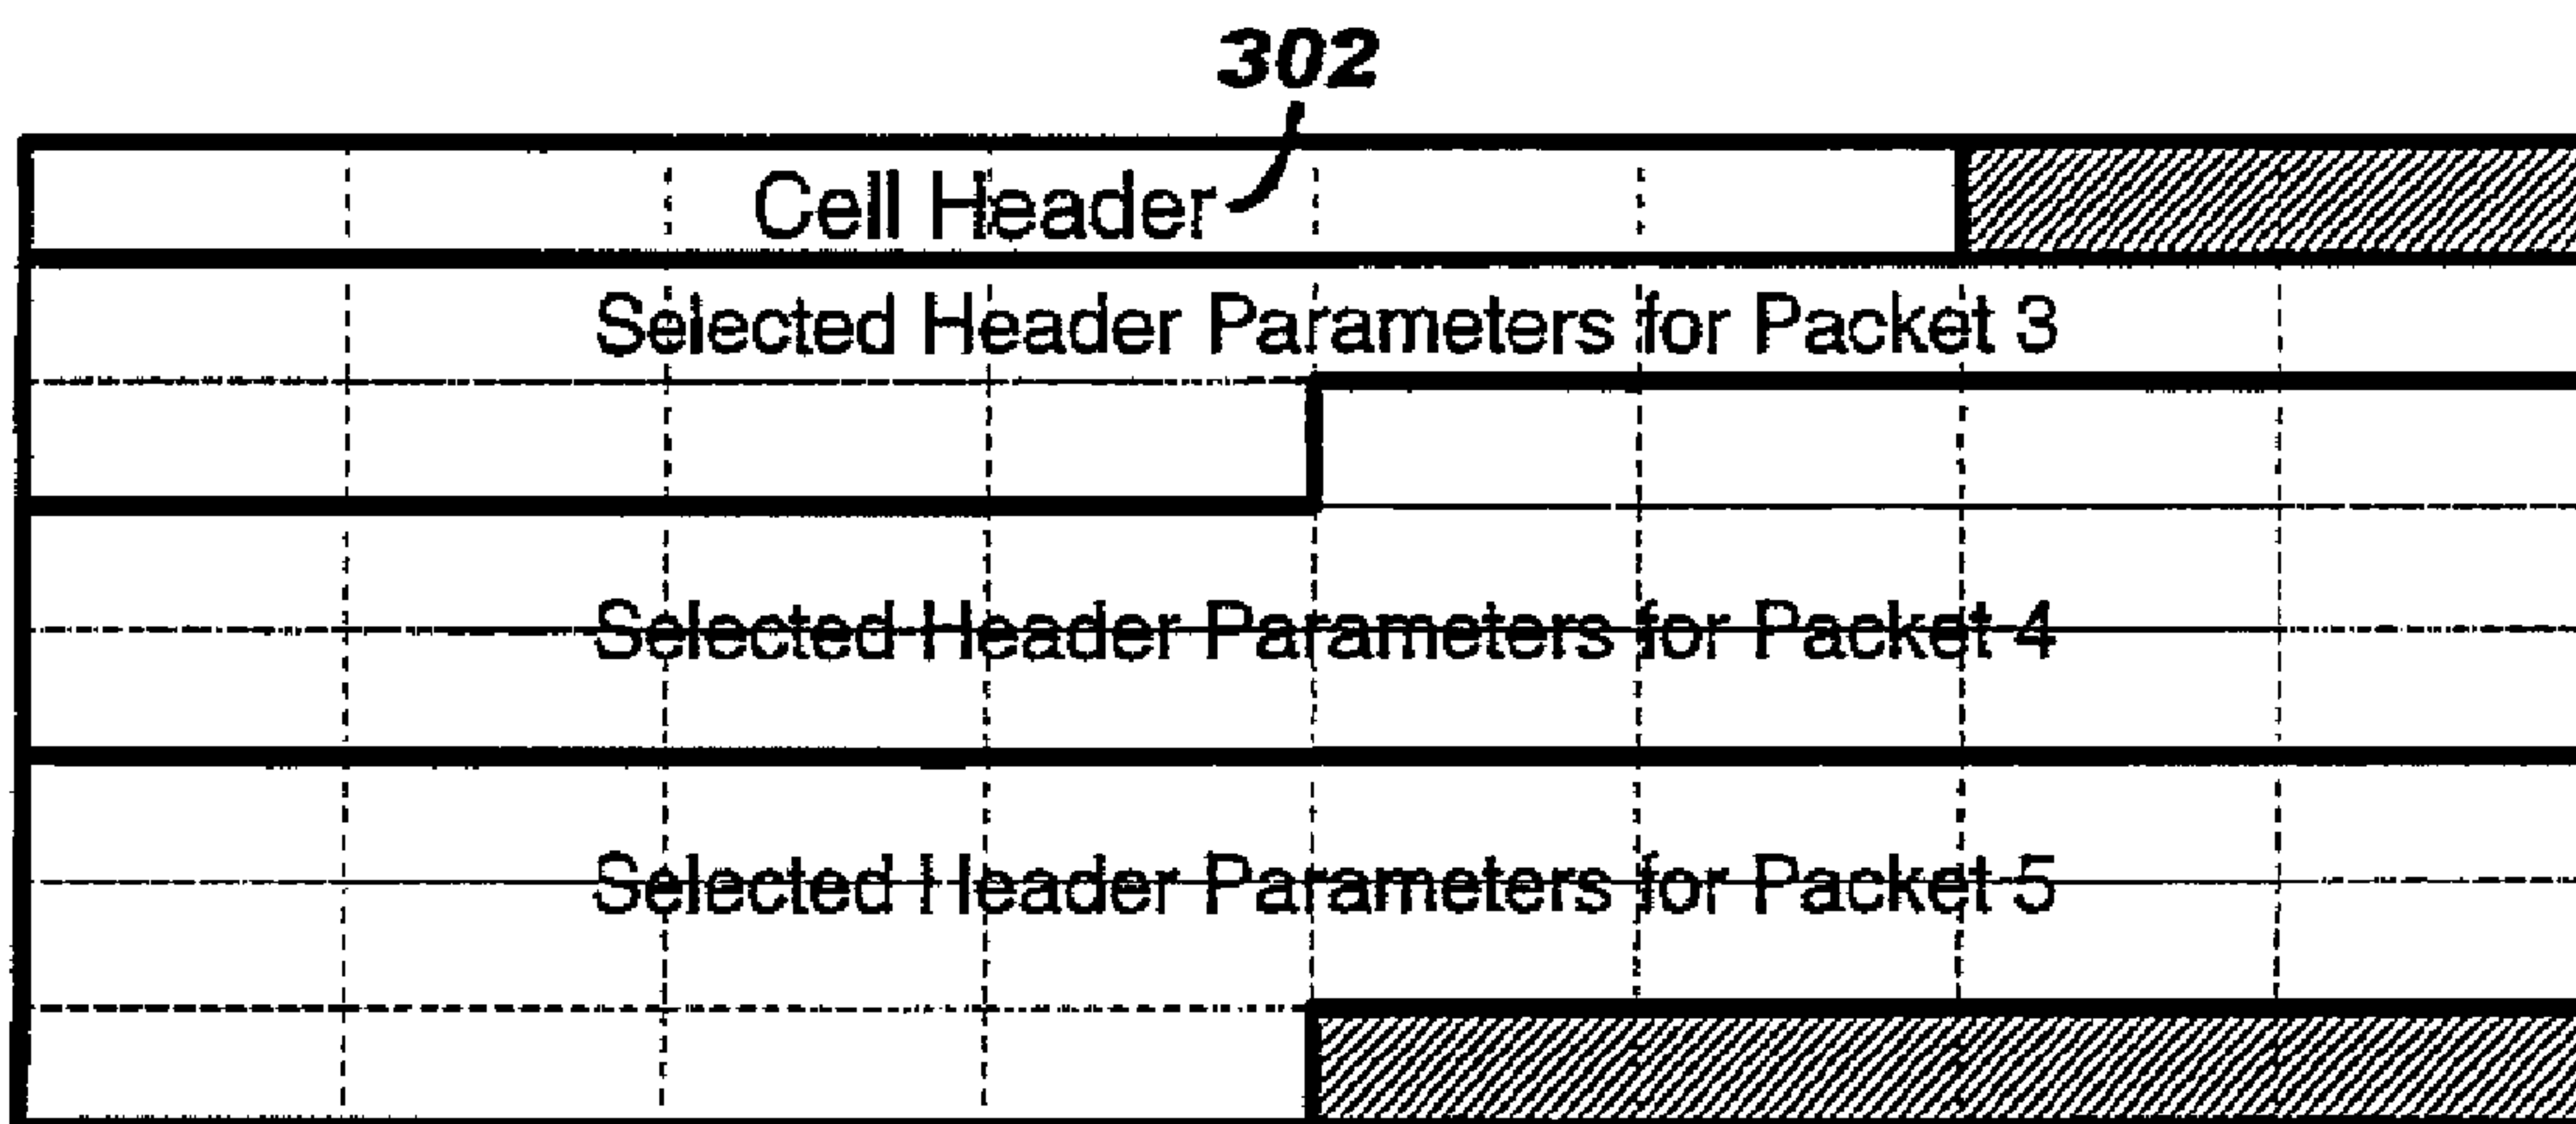 302
Cell Header
Selected Header Parameters for Packet 3
Selected Header Parameters for Packet 4
Selected Header Parameters for Packet 5